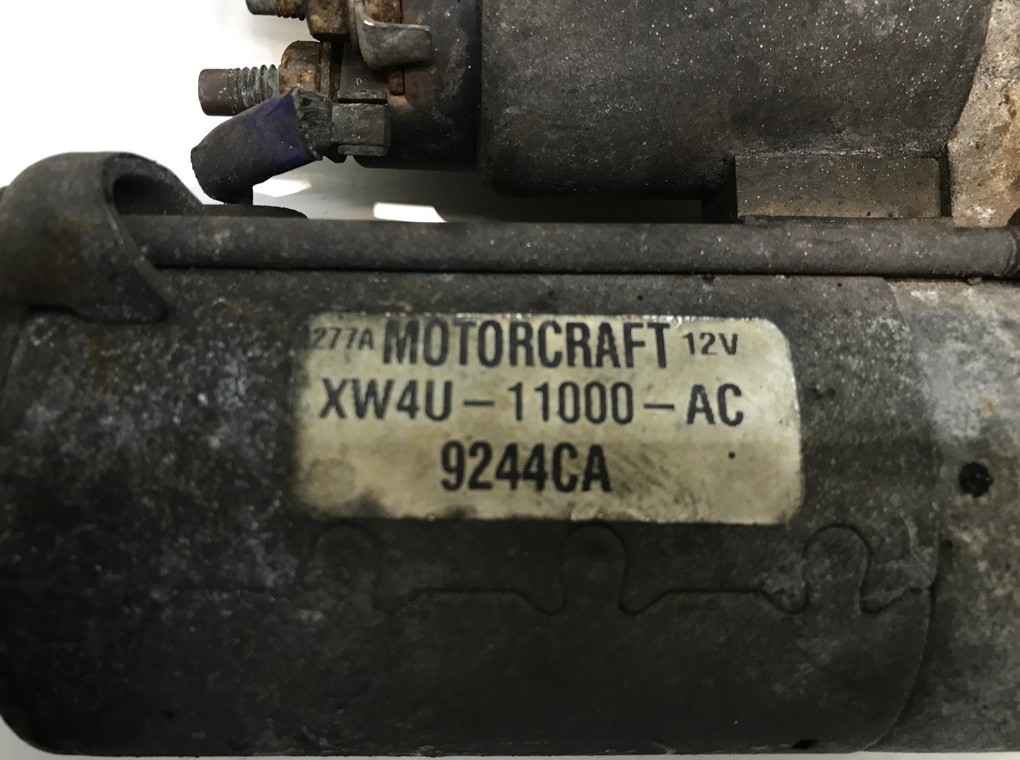 277A MOTORCRAFT 12V
XW4U-11000-AC
9244CA